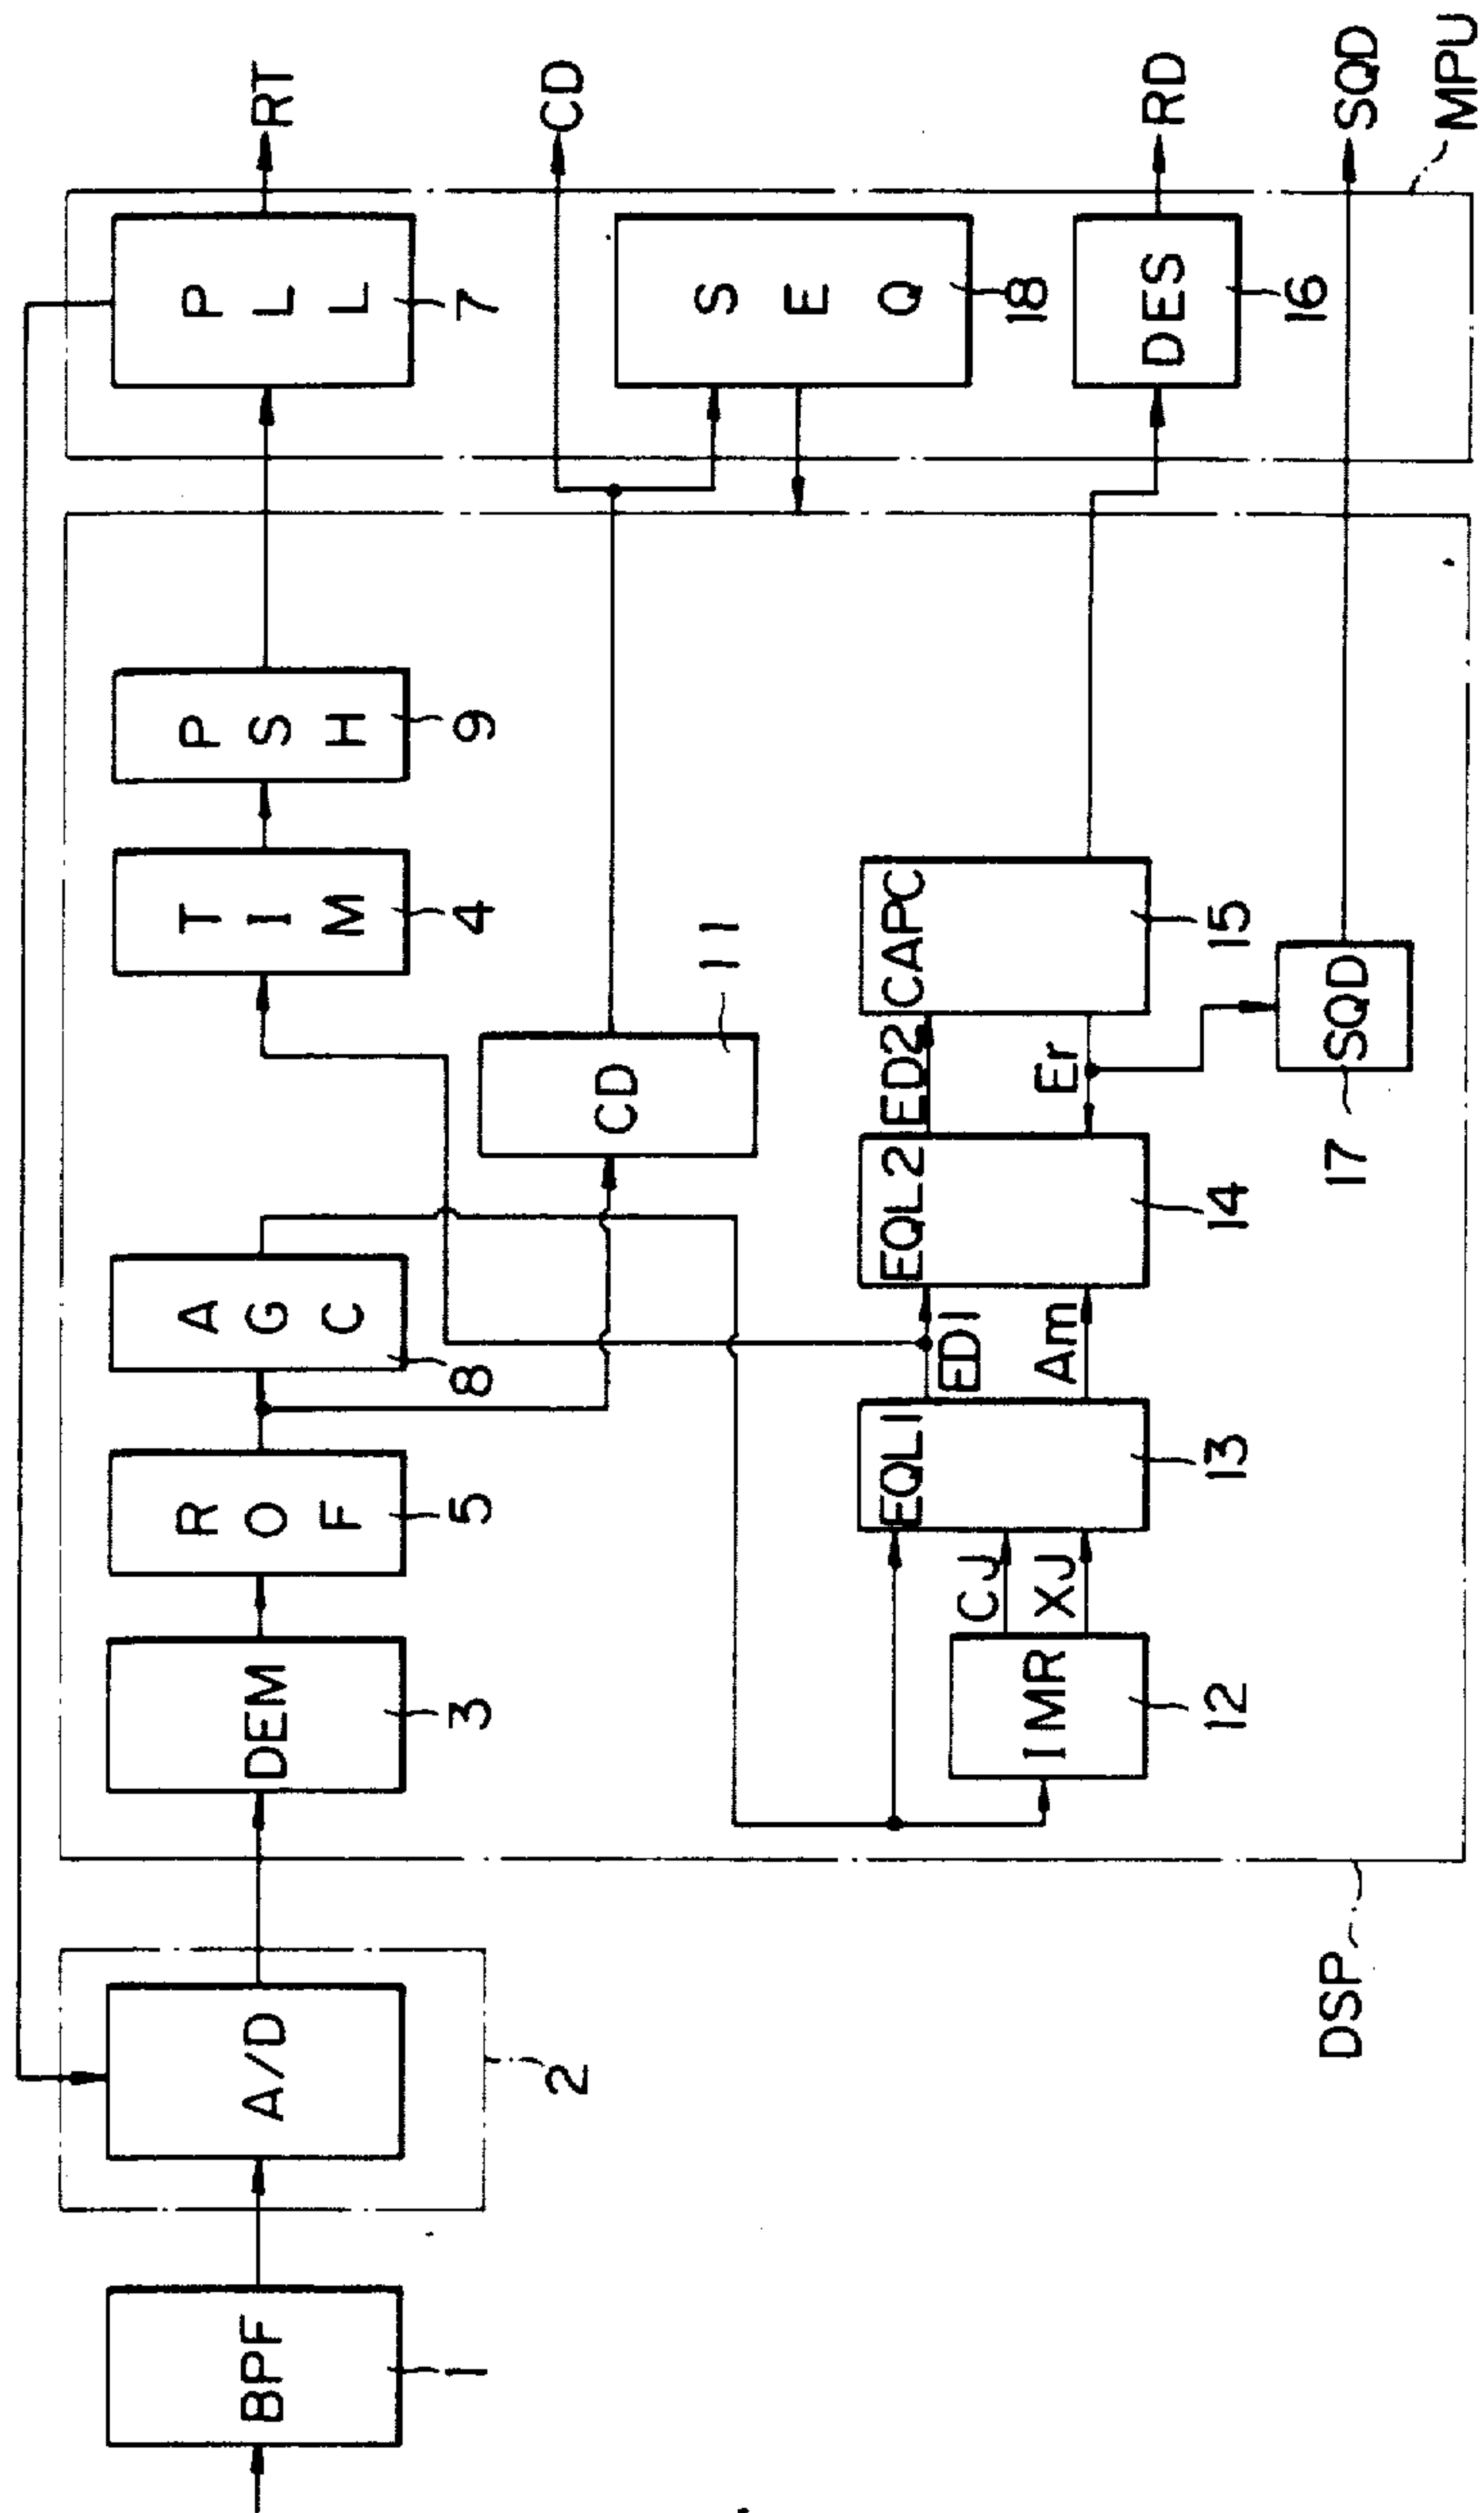 BPF
1
A/D
2
DEM
3
ROF
5
AGC
8
TIM
4
PSH
9
PLL
7
RT
CD
11
CD
SEQ
18
IMR
12
CJ
XJ
EQL1
13
ED1
Am
EQL2
14
ED2
Er
CAPC
15
DES
16
RD
17
SQD
SQD
DSP
MPU